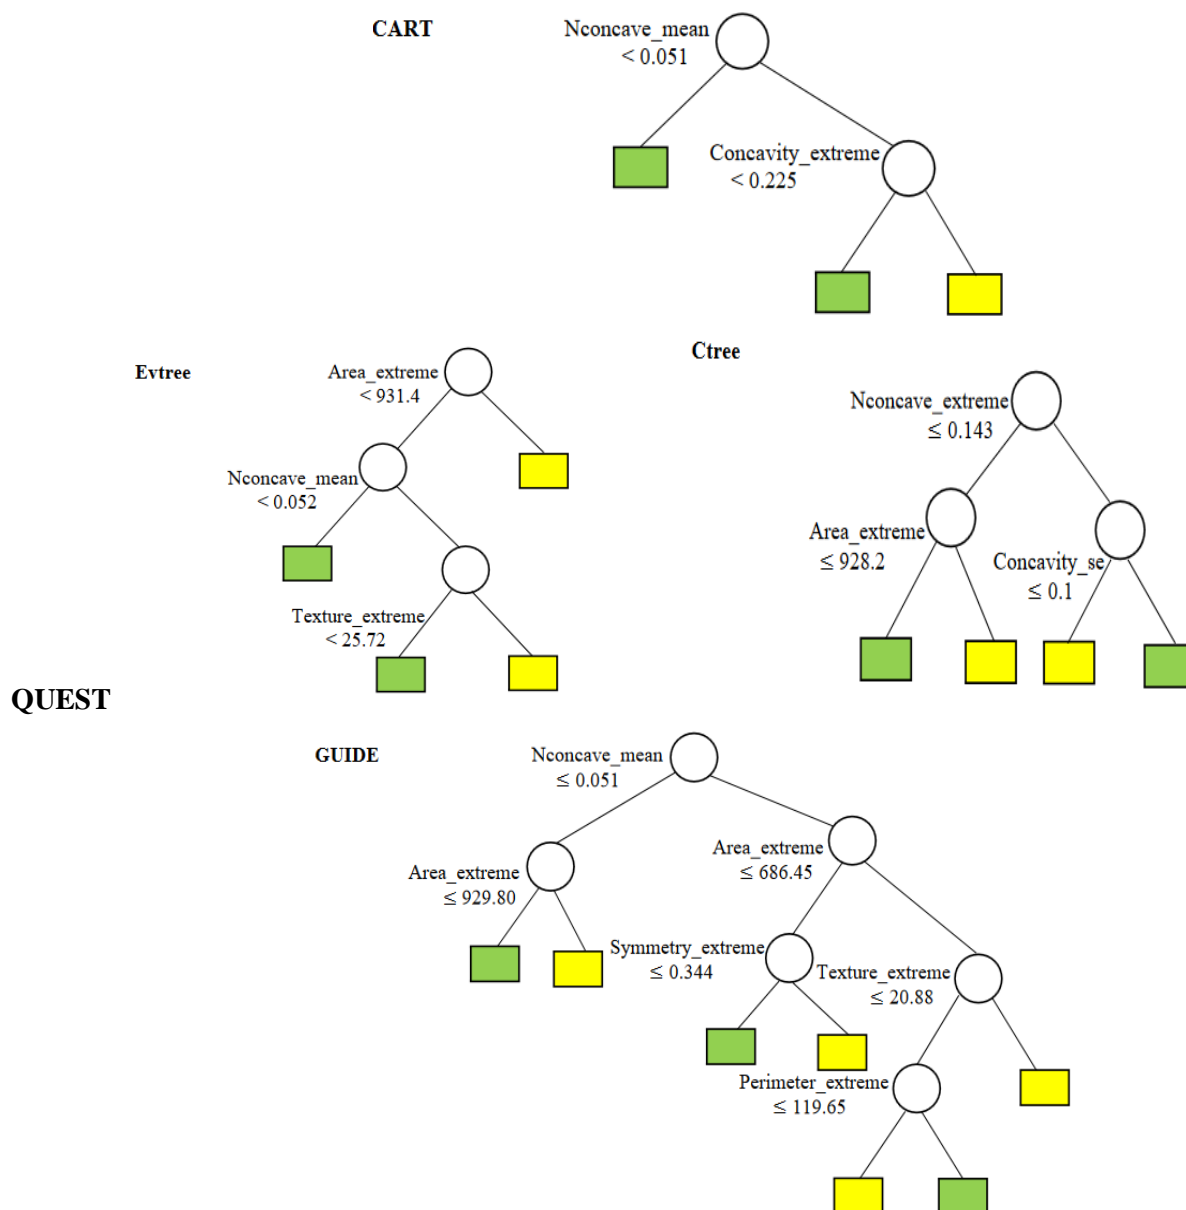 CART
Nconcave_mean
< 0.051
Concavity_extreme
< 0.225
Evtree
Area_extreme
< 931.4
Nconcave_mean
< 0.052
Texture_extreme
< 25.72
Ctree
Nconcave_extreme
≤ 0.143
Area_extreme
≤ 928.2
Concavity_se
≤ 0.1
QUEST
GUIDE
Nconcave_mean
≤ 0.051
Area_extreme
≤ 929.80
Area_extreme
≤ 686.45
Symmetry_extreme
≤ 0.344
Texture_extreme
≤ 20.88
Perimeter_extreme
≤ 119.65